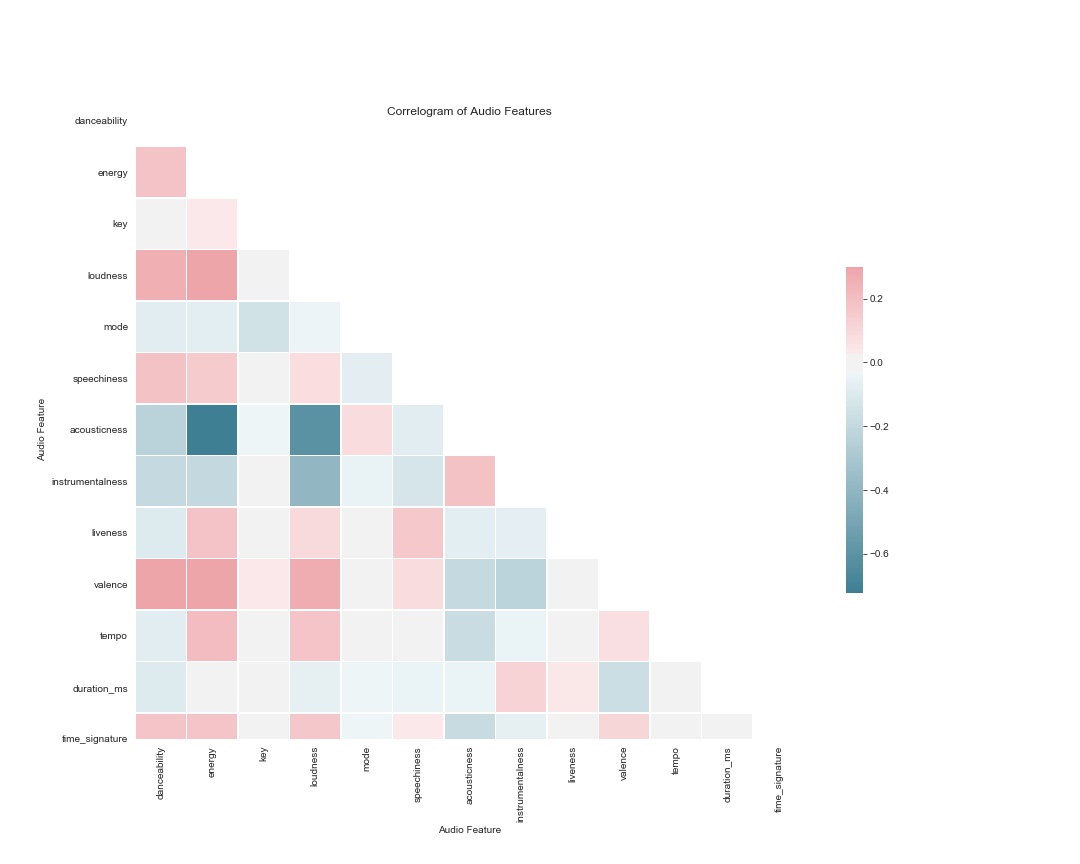 Correlogram of Audio Features
danceability
energy
key
loudness
mode
speechiness
acousticness
instrumentalness
liveness
valence
tempo
duration_ms
time_signature
Audio Feature
danceability
energy
key
loudness
mode
speechiness
acousticness
instrumentalness
liveness
valence
tempo
duration_ms
time_signature
Audio Feature
0.2
0.0
−0.2
−0.4
−0.6